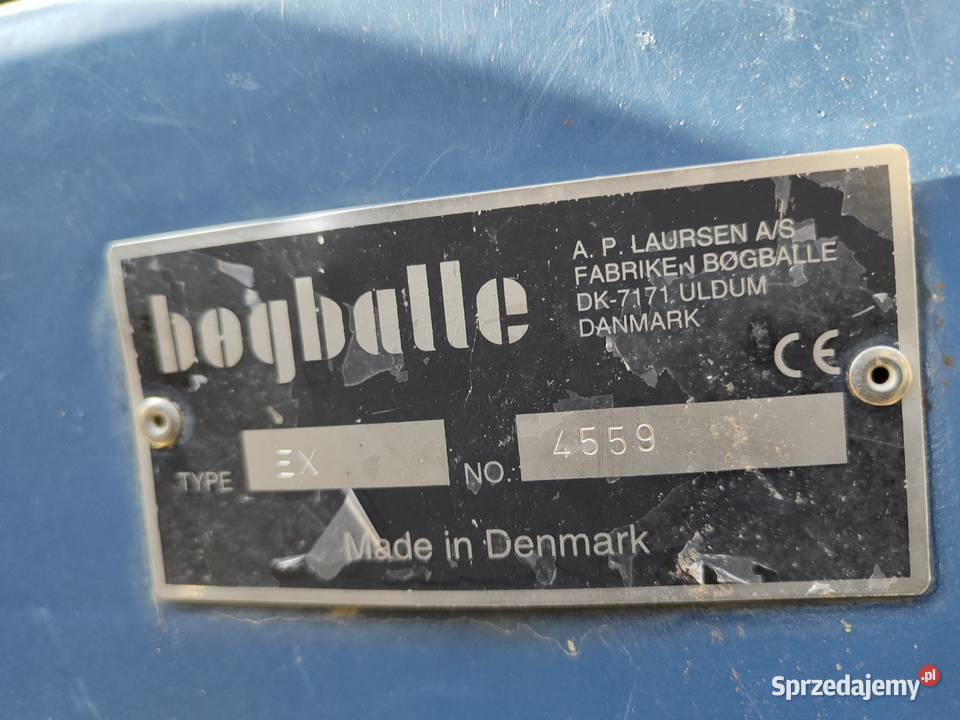 bøgballe
A. P. LAURSEN A/S
FABRIKEN BØGBALLE
DK-7171 ULDUM
DANMARK
CE
TYPE EX NO. 4559
Made in Denmark
Sprzedajemy.pl